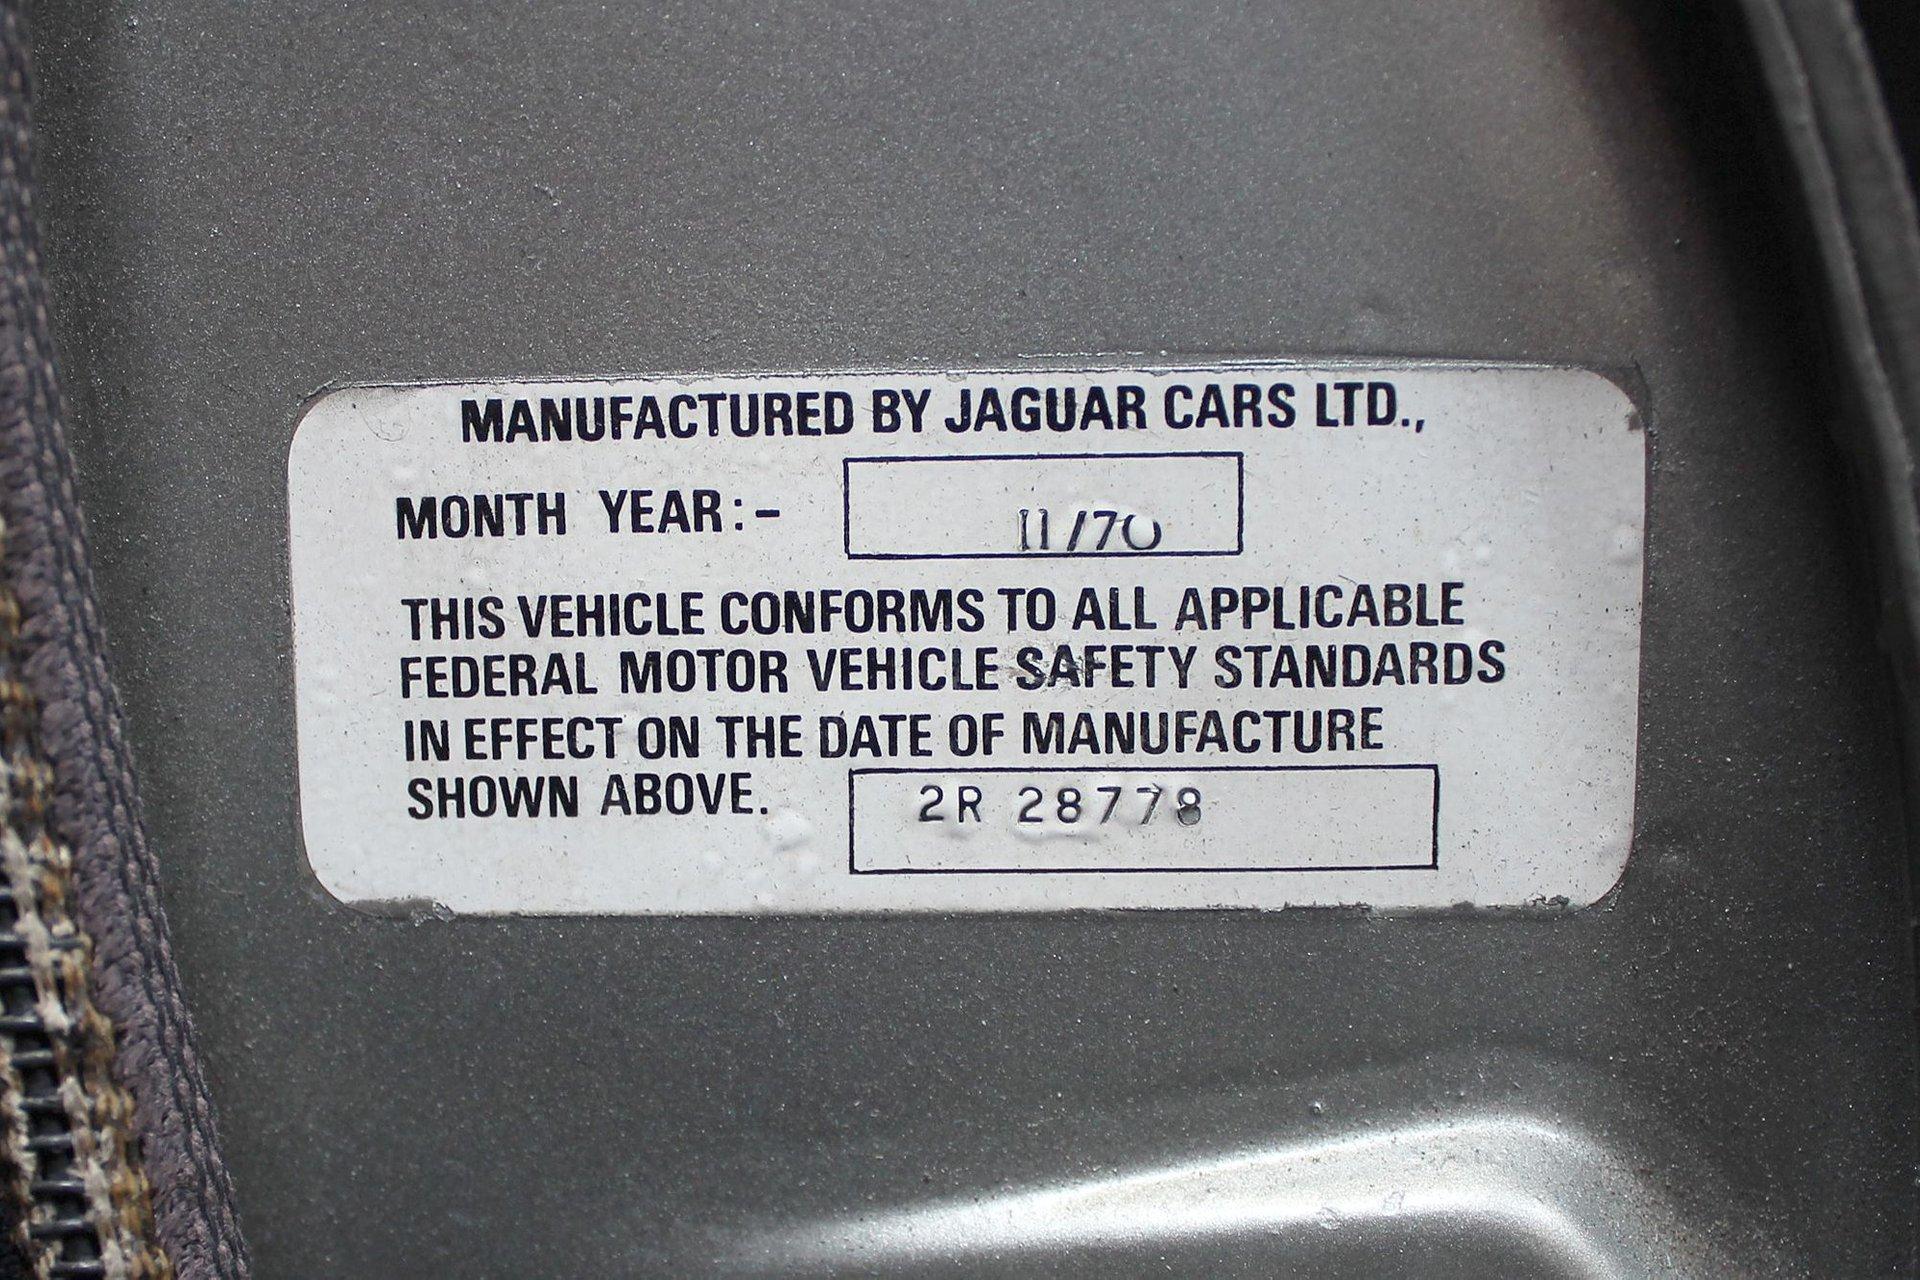 MANUFACTURED BY JAGUAR CARS LTD.,
MONTH YEAR:- 11/70
THIS VEHICLE CONFORMS TO ALL APPLICABLE
FEDERAL MOTOR VEHICLE SAFETY STANDARDS
IN EFFECT ON THE DATE OF MANUFACTURE
SHOWN ABOVE. 2R 28778